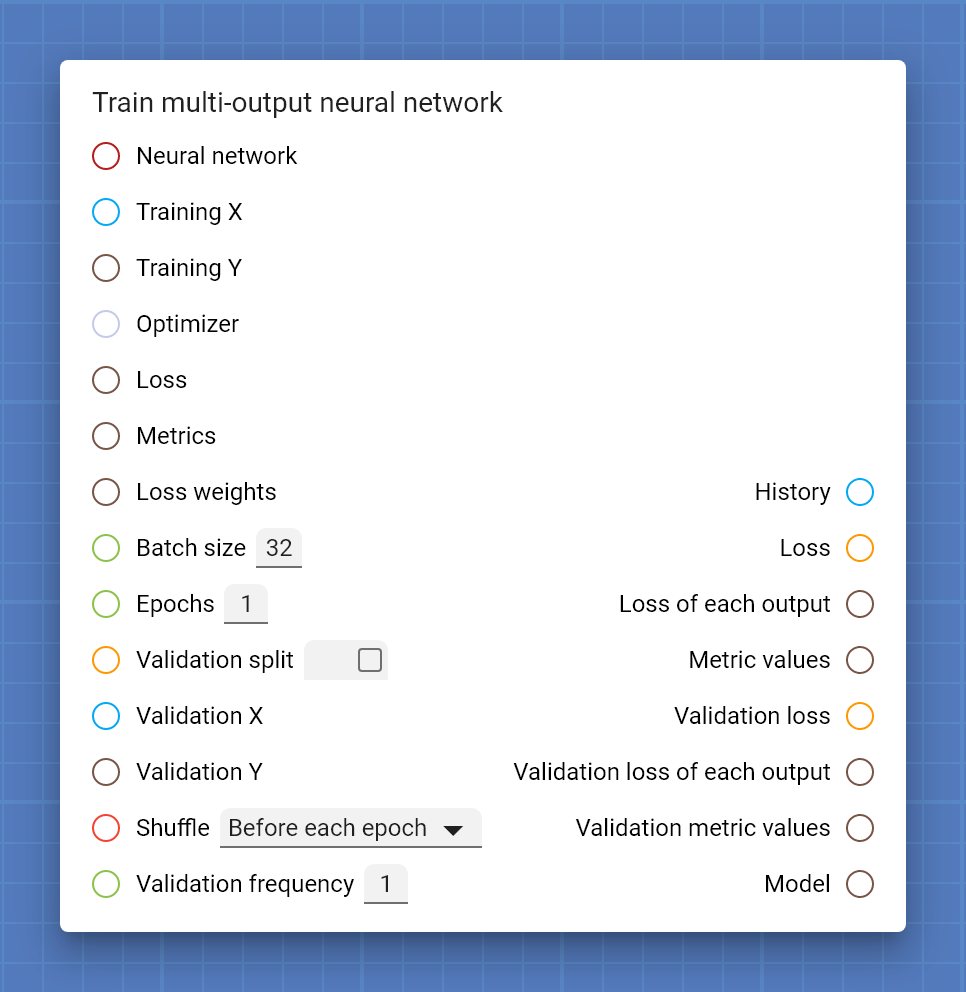 Train multi-output neural network
Neural network
Training X
Training Y
Optimizer
Loss
Metrics
Loss weights
History
Batch size 32
Loss
Epochs 1
Loss of each output
Validation split
Metric values
Validation X
Validation loss
Validation Y
Validation loss of each output
Shuffle Before each epoch
Validation metric values
Validation frequency 1
Model